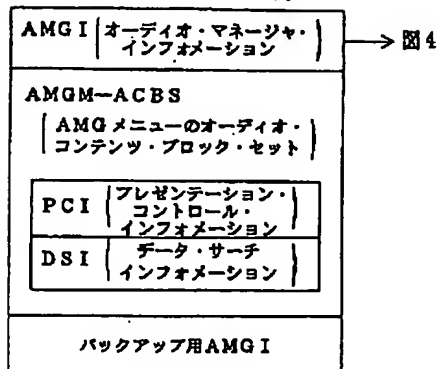 AMGI (オーディオ・マネージャ・
インフォメーション)
→ 図4
AMGM-ACBS
(AMGメニューのオーディオ・
コンテンツ・ブロック・セット)
PCI (プレゼンテーション・
コントロール・
インフォメーション)
DSI (データ・サーチ
インフォメーション)
バックアップ用AMGI